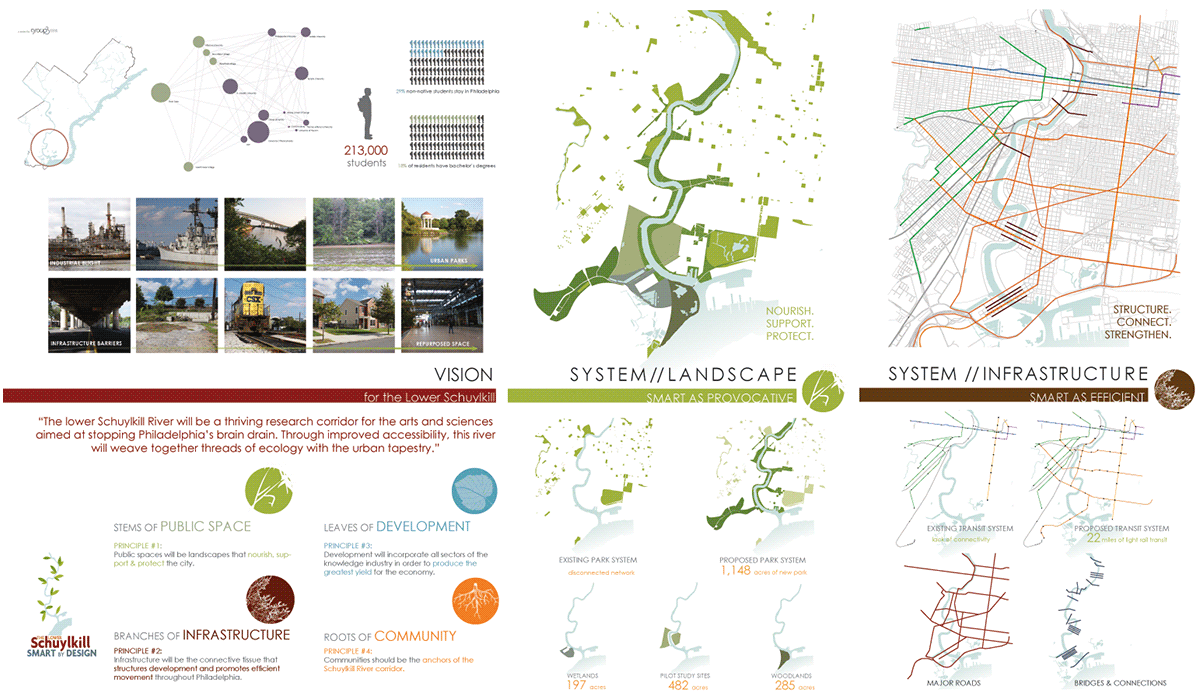 29% non-native students stay in Philadelphia
213,000
students
10% of residents have bachelor's degrees
INDUSTRIAL BLIGHT
URBAN PARKS
INFRASTRUCTURE BARRIERS
REPURPOSED SPACE
VISION
for the Lower Schuylkill
“The lower Schuylkill River will be a thriving research corridor for the arts and sciences
aimed at stopping Philadelphia’s brain drain. Through improved accessibility, this river
will weave together threads of ecology with the urban tapestry.”
STEMS OF PUBLIC SPACE
PRINCIPLE #1:
Public spaces will be landscapes that nourish, sup-
port & protect the city.
LEAVES OF DEVELOPMENT
PRINCIPLE #3:
Development will incorporate all sectors of the
knowledge industry in order to produce the
greatest yield for the economy.
BRANCHES OF INFRASTRUCTURE
PRINCIPLE #2:
Infrastructure will be the connective tissue that
structures development and promotes efficient
movement throughout Philadelphia.
ROOTS OF COMMUNITY
PRINCIPLE #4:
Communities should be the anchors of the
Schuylkill River corridor.
Schuylkill
SMART BY DESIGN
NOURISH.
SUPPORT.
PROTECT.
SYSTEM//LANDSCAPE
SMART AS PROVOCATIVE
EXISTING PARK SYSTEM
disconnected network
PROPOSED PARK SYSTEM
1,148 acres of new park
WETLANDS
197 acres
PILOT STUDY SITES
482 acres
WOODLANDS
285 acres
STRUCTURE.
CONNECT.
STRENGTHEN.
SYSTEM //INFRASTRUCTURE
SMART AS EFFICIENT
EXISTING TRANSIT SYSTEM
lack of connectivity
PROPOSED TRANSIT SYSTEM
22 miles of light rail transit
MAJOR ROADS
BRIDGES & CONNECTIONS